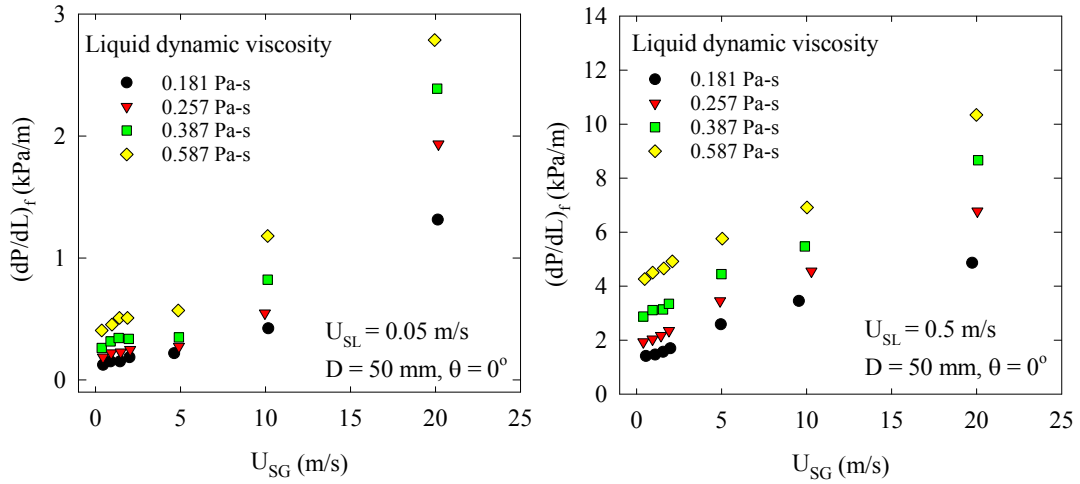 3
2
1
0
(dP/dL)f (kPa/m)
Liquid dynamic viscosity
0.181 Pa-s
0.257 Pa-s
0.387 Pa-s
0.587 Pa-s
USL = 0.05 m/s
D = 50 mm, θ = 0o
0 5 10 15 20 25
USG (m/s)
14
12
10
8
6
4
2
0
(dP/dL)f (kPa/m)
Liquid dynamic viscosity
0.181 Pa-s
0.257 Pa-s
0.387 Pa-s
0.587 Pa-s
USL = 0.5 m/s
D = 50 mm, θ = 0o
0 5 10 15 20 25
USG (m/s)